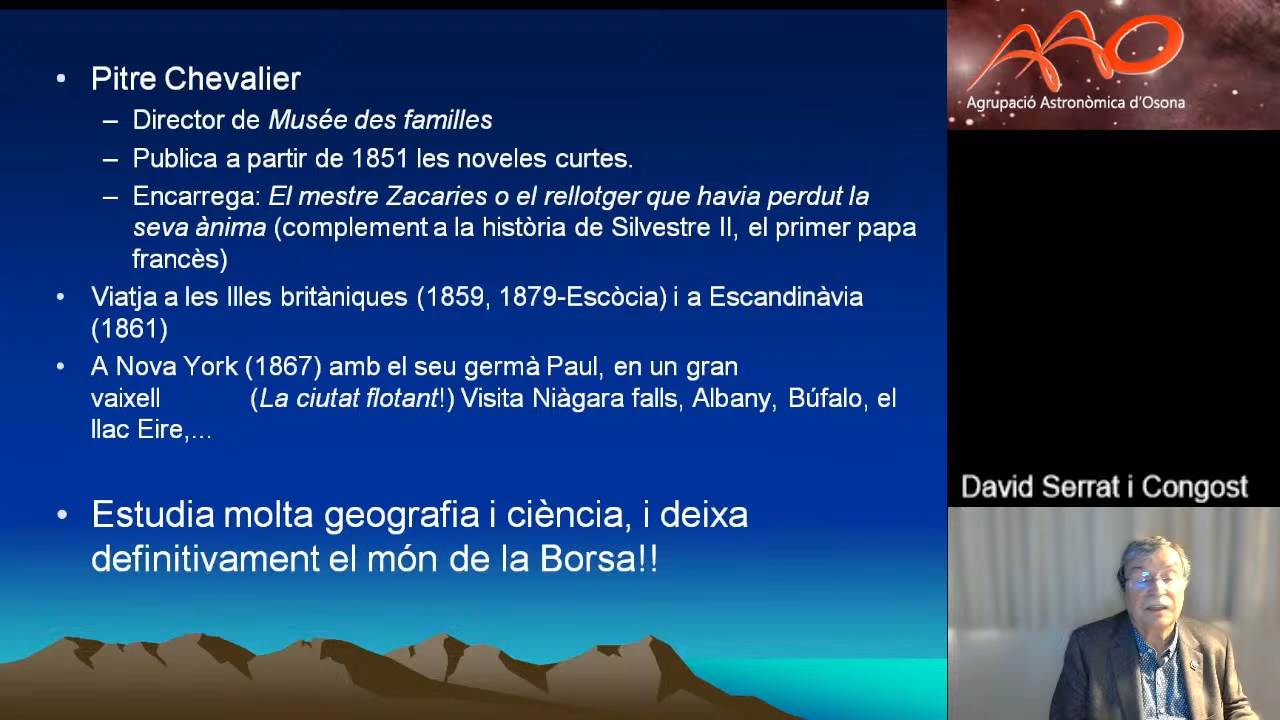 • Pitre Chevalier
– Director de Musée des familles
– Publica a partir de 1851 les noveles curtes.
– Encarrega: El mestre Zacaries o el rellotger que havia perdut la
seva ànima (complement a la història de Silvestre II, el primer papa
francès)
• Viatja a les Illes britàniques (1859, 1879-Escòcia) i a Escandinàvia
(1861)
• A Nova York (1867) amb el seu germà Paul, en un gran
vaixell (La ciutat flotant!) Visita Niàgara falls, Albany, Búfalo, el
llac Eire,...
• Estudia molta geografia i ciència, i deixa
definitivament el món de la Borsa!!
AAO
Agrupació Astronòmica d'Osona
David Serrat i Congost